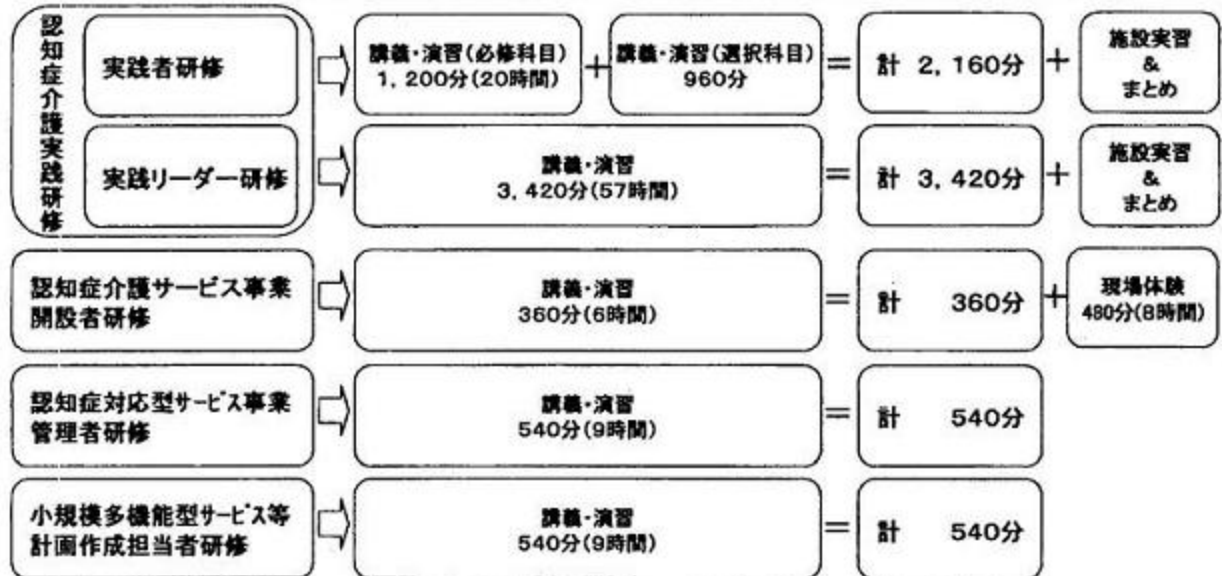 認知症介護実践研修
実践者研修
講義・演習(必修科目)
1, 200分(20時間)
+
講義・演習(選択科目)
960分
=
計 2, 160分
+
施設実習
&
まとめ
実践リーダー研修
講義・演習
3, 420分(57時間)
=
計 3, 420分
+
施設実習
&
まとめ
認知症介護サービス事業
開設者研修
講義・演習
360分(6時間)
=
計 360分
+
現場体験
480分(8時間)
認知症対応型サービス事業
管理者研修
講義・演習
540分(9時間)
=
計 540分
小規模多機能型サービス等
計画作成担当者研修
講義・演習
540分(9時間)
=
計 540分